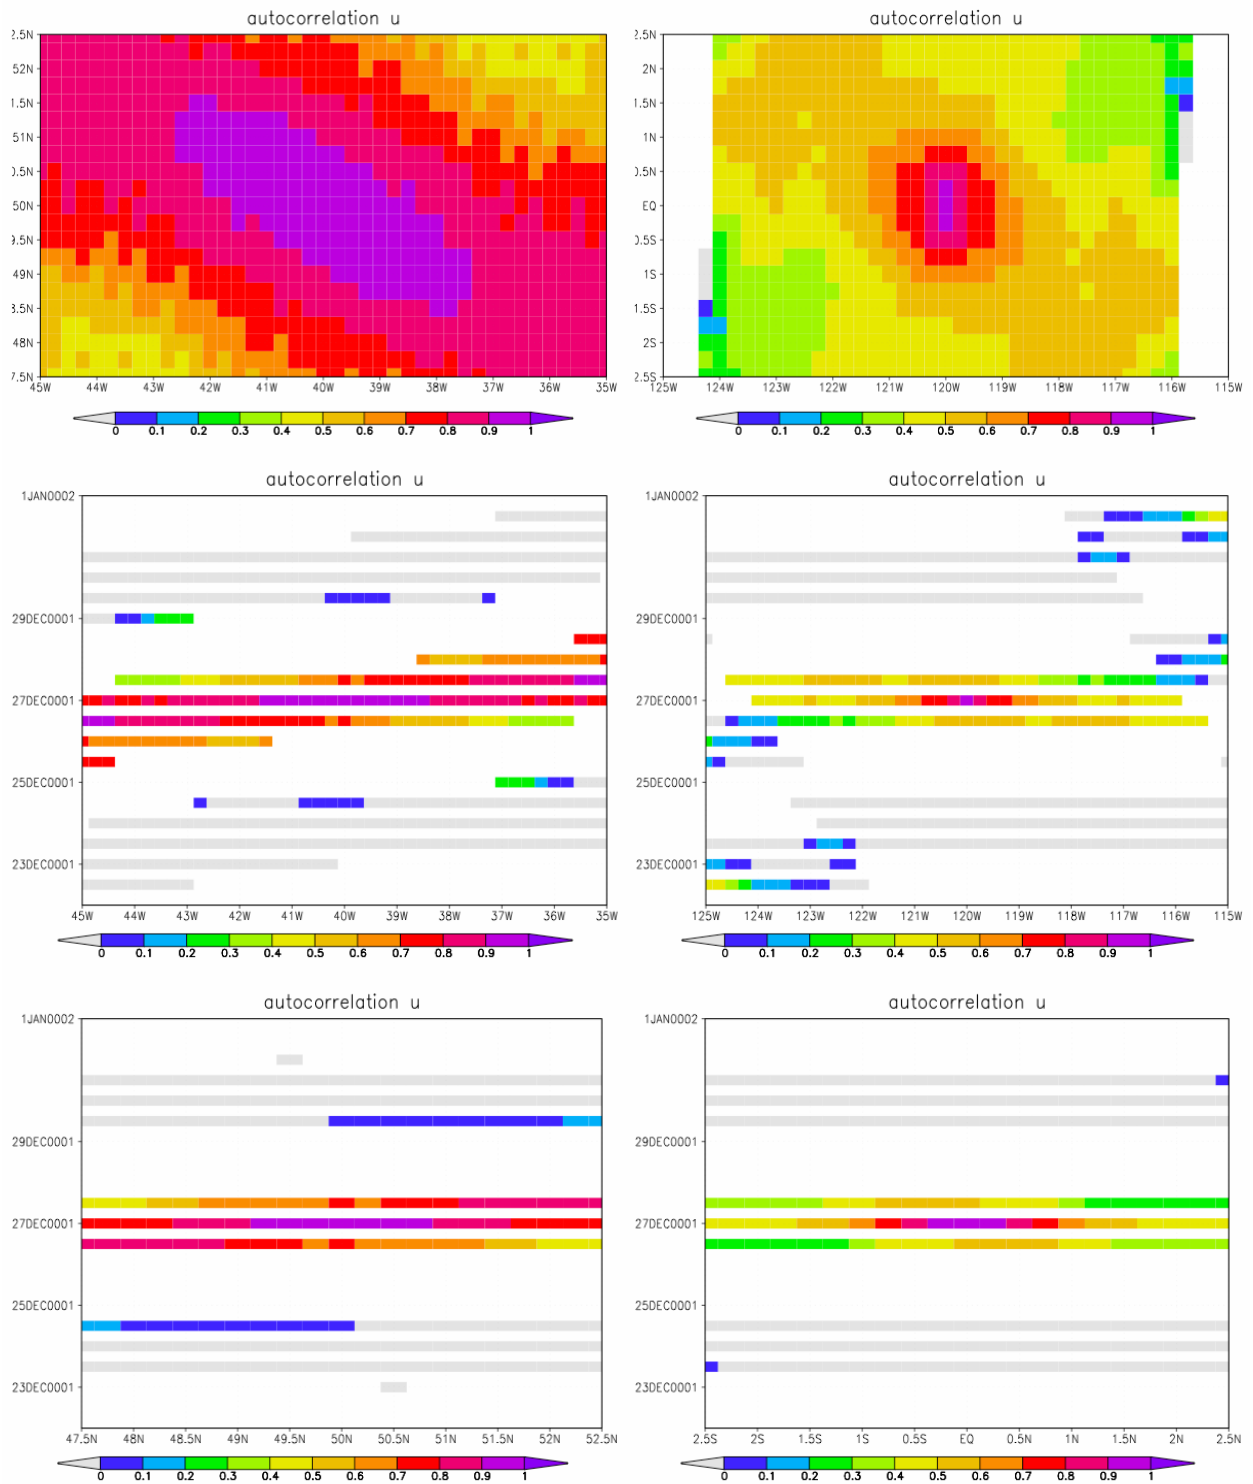 autocorrelation u
2.5N
52N
1.5N
51N
0.5N
50N
9.5N
49N
8.5N
48N
7.5N
45W 44W 43W 42W 41W 40W 39W 38W 37W 36W 35W
0 0.1 0.2 0.3 0.4 0.5 0.6 0.7 0.8 0.9 1
autocorrelation u
2.5N
2N
1.5N
1N
0.5N
EQ
0.5S
1S
1.5S
2S
2.5S
125W 124W 123W 122W 121W 120W 119W 118W 117W 116W 115W
0 0.1 0.2 0.3 0.4 0.5 0.6 0.7 0.8 0.9 1
autocorrelation u
1JAN0002
29DEC0001
27DEC0001
25DEC0001
23DEC0001
45W 44W 43W 42W 41W 40W 39W 38W 37W 36W 35W
0 0.1 0.2 0.3 0.4 0.5 0.6 0.7 0.8 0.9 1
autocorrelation u
1JAN0002
29DEC0001
27DEC0001
25DEC0001
23DEC0001
125W 124W 123W 122W 121W 120W 119W 118W 117W 116W 115W
0 0.1 0.2 0.3 0.4 0.5 0.6 0.7 0.8 0.9 1
autocorrelation u
1JAN0002
29DEC0001
27DEC0001
25DEC0001
23DEC0001
47.5N 48N 48.5N 49N 49.5N 50N 50.5N 51N 51.5N 52N 52.5N
0 0.1 0.2 0.3 0.4 0.5 0.6 0.7 0.8 0.9 1
autocorrelation u
1JAN0002
29DEC0001
27DEC0001
25DEC0001
23DEC0001
2.5S 2S 1.5S 1S 0.5S EQ 0.5N 1N 1.5N 2N 2.5N
0 0.1 0.2 0.3 0.4 0.5 0.6 0.7 0.8 0.9 1